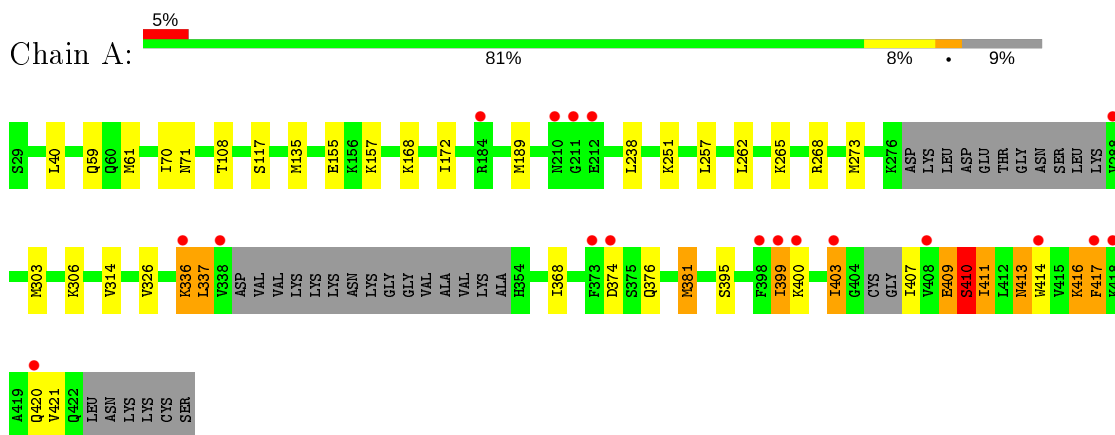 5%
Chain A:
81% 8% • 9%
S29 L40 Q59 Q60 M61 I70 N71 T108 S117 M135 E155 K156 K157 K168 I172 R184 M189 N210 G211 E212 L238 K251 L257 L262 K265 R268 M273 K276 ASP LYS LEU ASP GLU THR GLY ASN SER LEU LYS V288
M303 K306 V314 V326 K336 L337 V338 ASP VAL VAL LYS LYS LYS ASN LYS GLY GLY VAL ALA VAL LYS ALA H354 I368 F373 D374 S375 Q376 M381 S395 F398 I399 K400 I403 G404 CYS GLY I407 V408 E409 S410 I411 L412 N413 W414 V415 K416 F417 K418
A419 Q420 V421 Q422 LEU ASN LYS LYS CYS SER